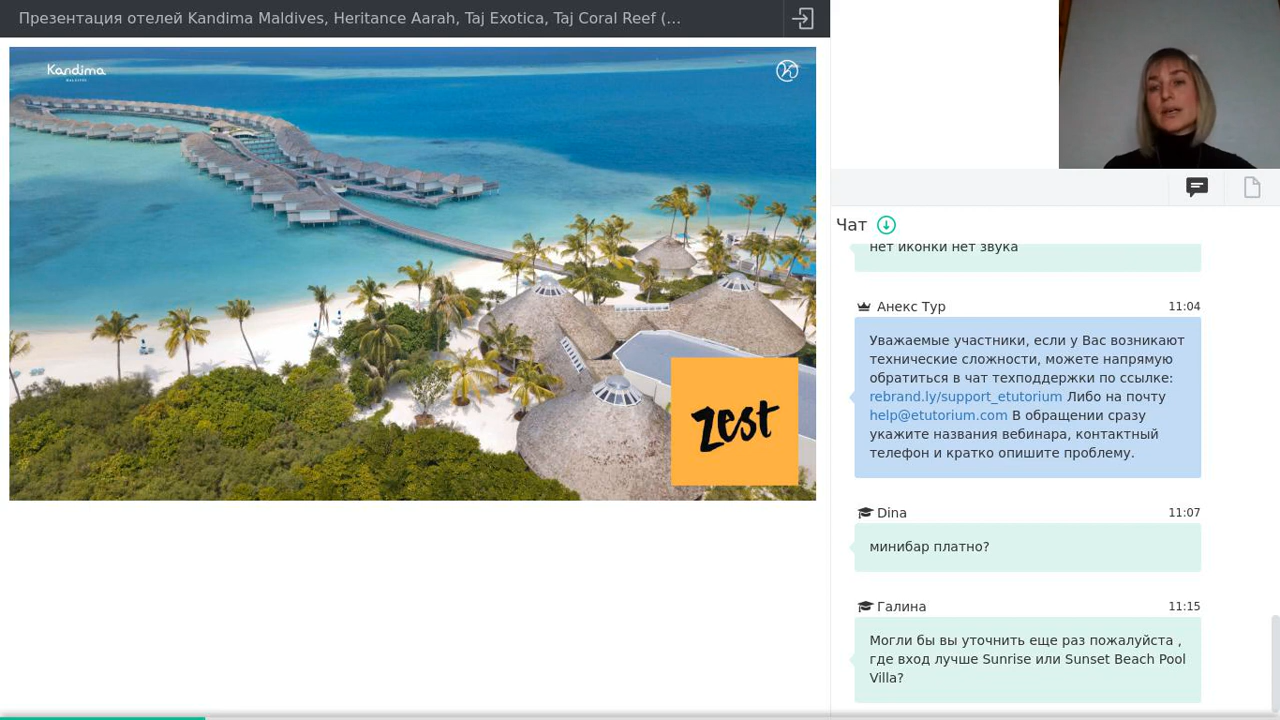 Презентация отелей Kandima Maldives, Heritance Aarah, Taj Exotica, Taj Coral Reef (...
Kandima
MALDIVES
zest
Чат
нет иконки нет звука
Анекс Тур 11:04
Уважаемые участники, если у Вас возникают
технические сложности, можете напрямую
обратиться в чат техподдержки по ссылке:
rebrand.ly/support_etutorium Либо на почту
help@etutorium.com В обращении сразу
укажите названия вебинара, контактный
телефон и кратко опишите проблему.
Dina 11:07
минибар платно?
Галина 11:15
Могли бы вы уточнить еще раз пожалуйста ,
где вход лучше Sunrise или Sunset Beach Pool
Villa?